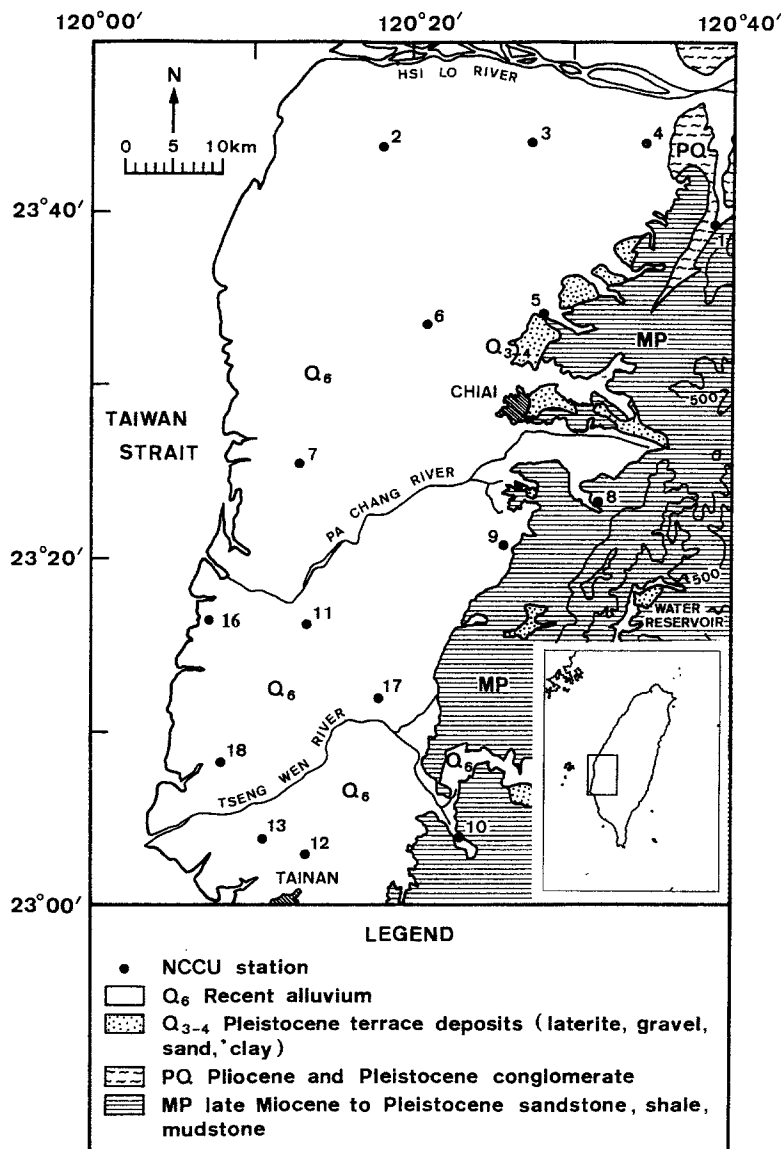 120°00′ 120°20′ 120°40′
HSI LO RIVER
N
0 5 10km
2
3
4
PQ
23°40′
1
5
6
Q3-4
MP
Q6
CHIAI
500
TAIWAN
STRAIT
7
PA CHANG RIVER
8
9
23°20′
500
WATER
RESERVOIR
16
11
Q6
17
MP
18
TSENG WEN RIVER
Q6
Q6
13
12
10
TAINAN
23°00′
LEGEND
NCCU station
Q6 Recent alluvium
Q3-4 Pleistocene terrace deposits (laterite, gravel,
sand, clay)
PQ Pliocene and Pleistocene conglomerate
MP late Miocene to Pleistocene sandstone, shale,
mudstone